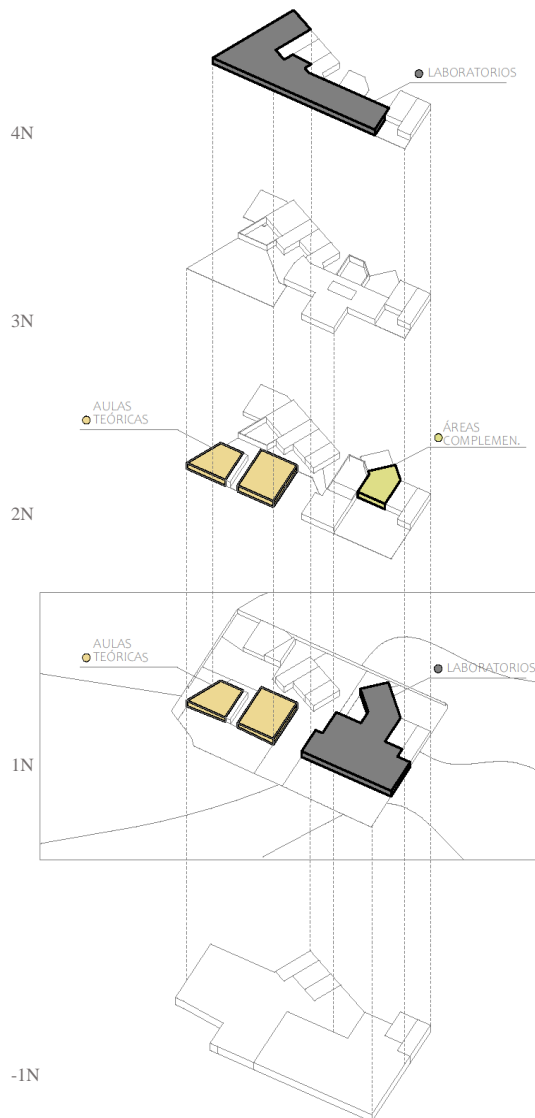 LABORATORIOS
4N
3N
AULAS
TEÓRICAS
ÁREAS
COMPLEMEN.
2N
AULAS
TEÓRICAS
LABORATORIOS
1N
-1N